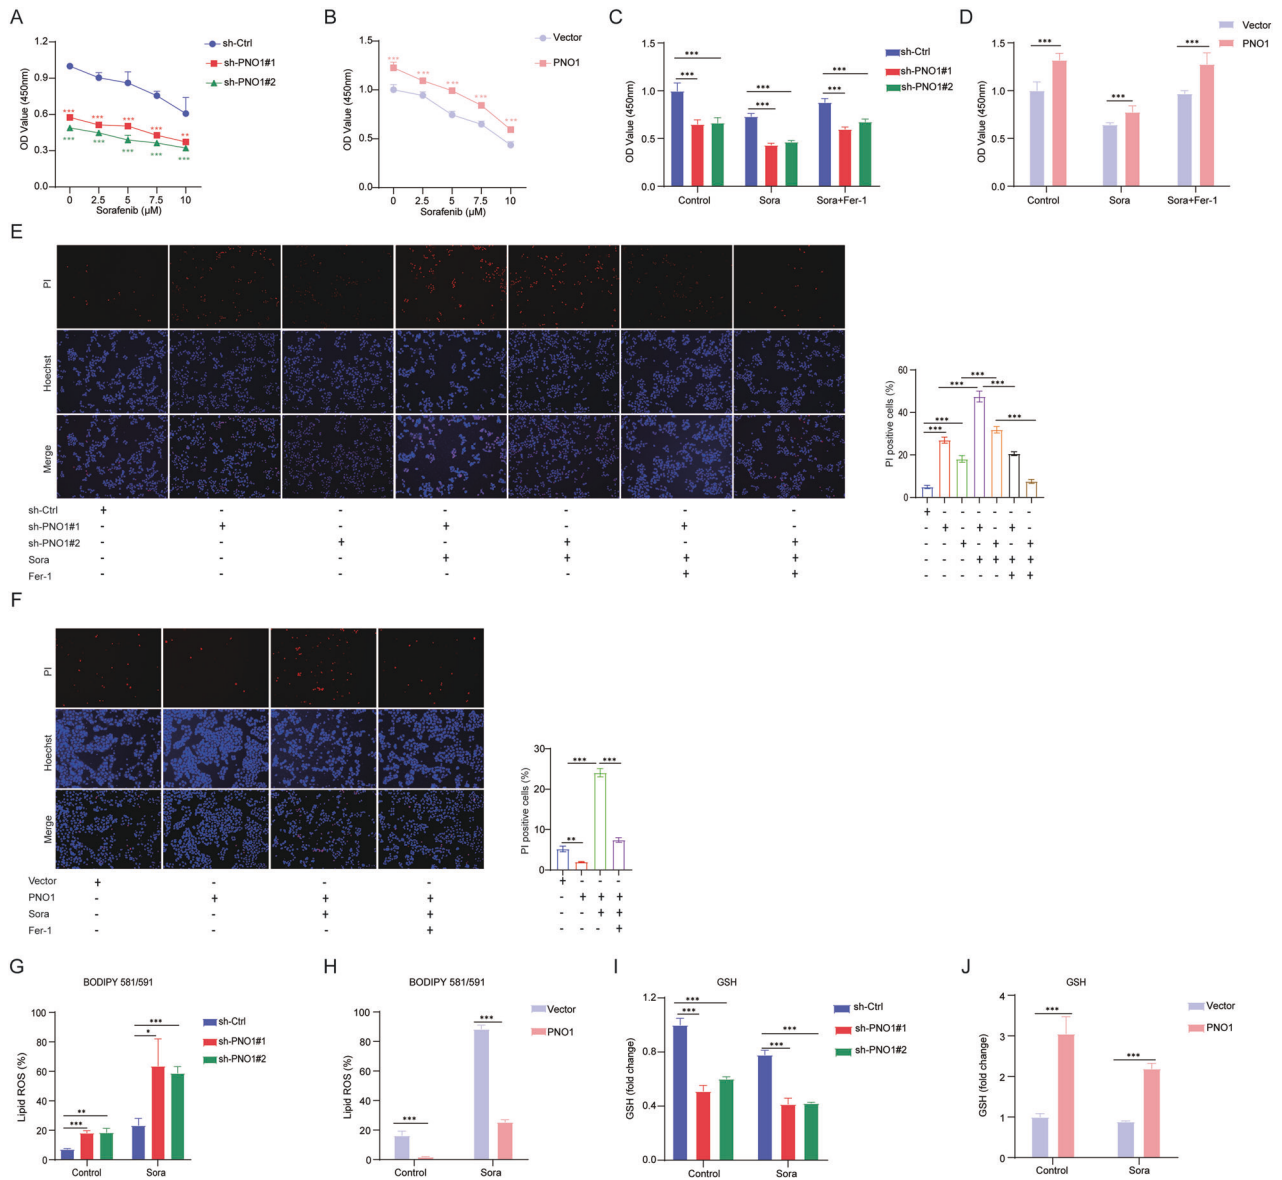 A
sh-Ctrl
sh-PNO1#1
sh-PNO1#2
OD Value (450nm)
1.2
0.9
0.6
0.3
0.0
*** *** *** *** **
*** *** *** *** ***
0 2.5 5 7.5 10
Sorafenib (μM)
B
Vector
PNO1
OD Value (450nm)
1.5
1.0
0.5
0.0
*** *** *** *** ***
0 2.5 5 7.5 10
Sorafenib (μM)
C
sh-Ctrl
sh-PNO1#1
sh-PNO1#2
OD Value (450nm)
1.5
1.0
0.5
0.0
*** *** ***
*** *** ***
Control Sora Sora+Fer-1
D
Vector
PNO1
OD Value (450nm)
1.5
1.0
0.5
0.0
*** *** ***
Control Sora Sora+Fer-1
E
PI
Hoechst
Merge
sh-Ctrl + - - - - - -
sh-PNO1#1 - + - + - + -
sh-PNO1#2 - - + - + - +
Sora - - - + + + +
Fer-1 - - - - - + +
PI positive cells (%)
60
40
20
0
*** *** *** *** *** ***
+ - - - - - -
- + - + - + -
- - + - + - +
- - - + + + +
- - - - - + +
F
PI
Hoechst
Merge
Vector + - - -
PNO1 - + + +
Sora - - + +
Fer-1 - - - +
PI positive cells (%)
30
20
10
0
** *** ***
+ - - -
- + + +
- - + +
- - - +
G
BODIPY 581/591
sh-Ctrl
sh-PNO1#1
sh-PNO1#2
Lipid ROS (%)
100
80
60
40
20
0
** ***
*** *
Control Sora
H
BODIPY 581/591
Vector
PNO1
Lipid ROS (%)
100
80
60
40
20
0
*** ***
Control Sora
I
GSH
sh-Ctrl
sh-PNO1#1
sh-PNO1#2
GSH (fold change)
1.2
0.8
0.4
0.0
*** ***
*** ***
Control Sora
J
GSH
Vector
PNO1
GSH (fold change)
4
3
2
1
0
*** ***
Control Sora